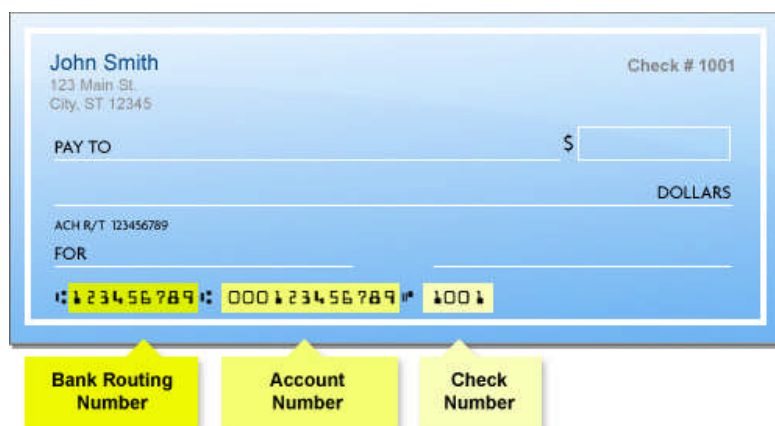 John Smith
Check # 1001
123 Main St.
City, ST 12345
PAY TO $
DOLLARS
ACH R/T 123456789
FOR
⑆123456789⑆000123456789⑈ 1001
Bank Routing Number
Account Number
Check Number